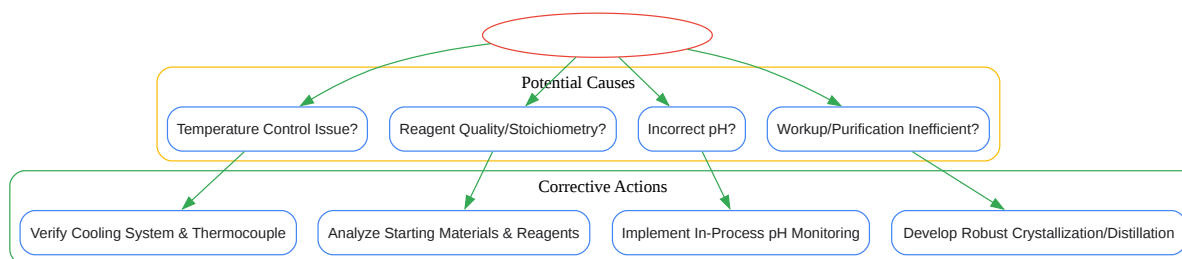 Potential Causes
Temperature Control Issue?
Reagent Quality/Stoichiometry?
Incorrect pH?
Workup/Purification Inefficient?
Corrective Actions
Verify Cooling System & Thermocouple
Analyze Starting Materials & Reagents
Implement In-Process pH Monitoring
Develop Robust Crystallization/Distillation